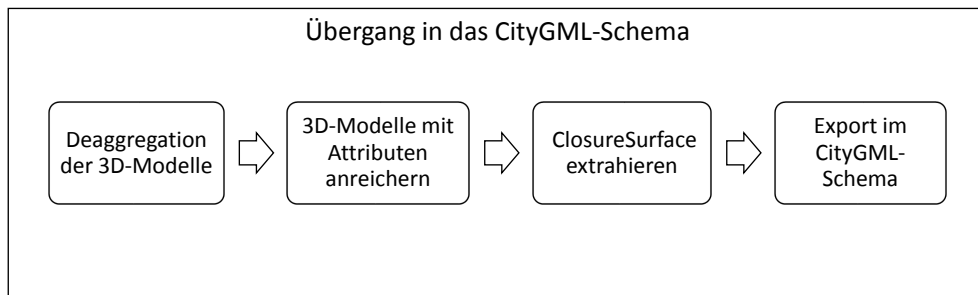 Übergang in das CityGML-Schema
Deaggregation
der 3D-Modelle
3D-Modelle mit
Attributen
anreichern
ClosureSurface
extrahieren
Export im
CityGML-
Schema